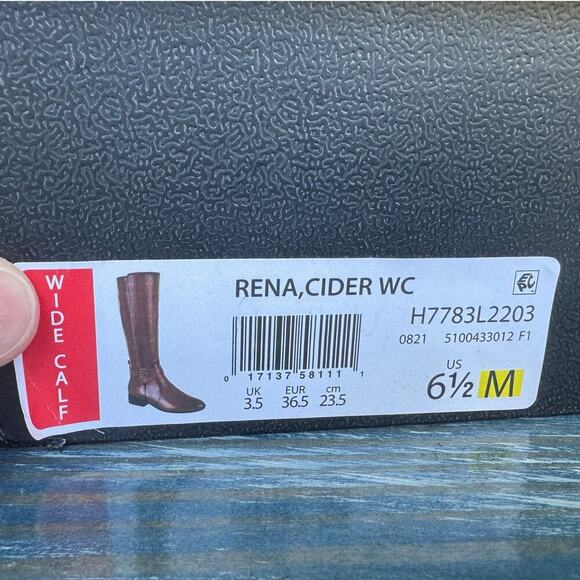 WIDE CALF
RENA,CIDER WC
H7783L2203
0821 5100433012 F1
0 17137 58111 1
UK EUR cm
3.5 36.5 23.5
US
6½ M